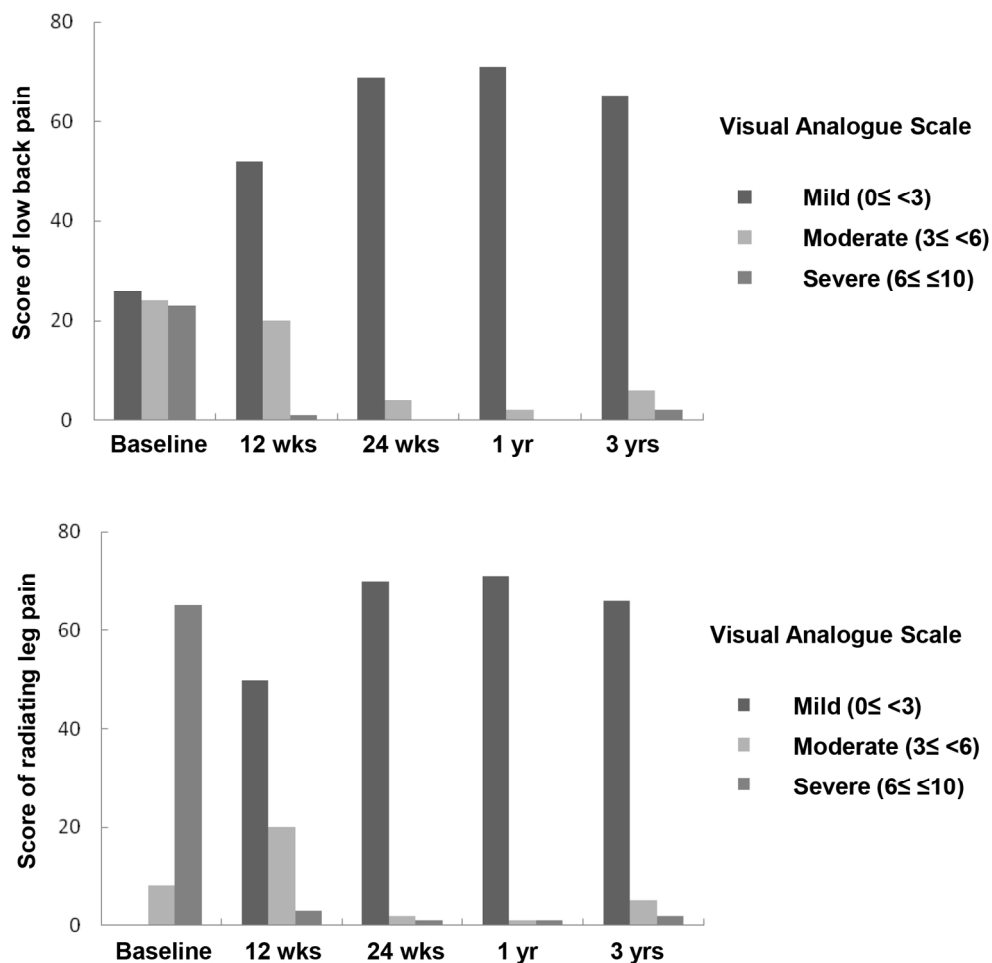 80
60
40
20
0
Score of low back pain
Baseline 12 wks 24 wks 1 yr 3 yrs
Visual Analogue Scale
Mild (0≤ <3)
Moderate (3≤ <6)
Severe (6≤ ≤10)
80
60
40
20
0
Score of radiating leg pain
Baseline 12 wks 24 wks 1 yr 3 yrs
Visual Analogue Scale
Mild (0≤ <3)
Moderate (3≤ <6)
Severe (6≤ ≤10)